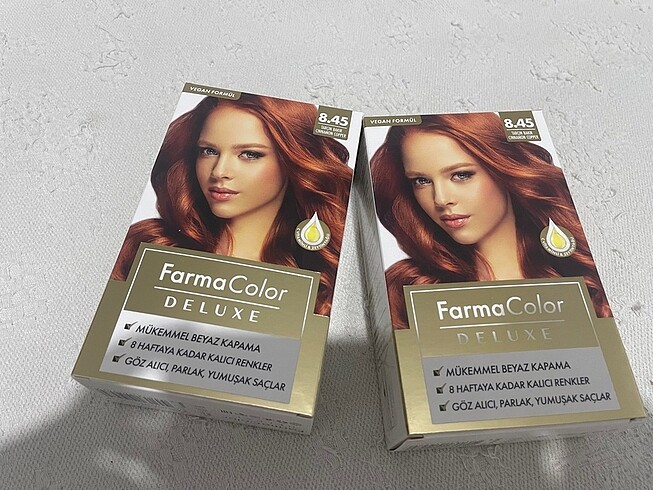 VEGAN FORMÜL
8.45
TARÇIN BAKIR
CINNAMON COPPER
FarmaColor
DELUXE
MÜKEMMEL BEYAZ KAPAMA
8 HAFTAYA KADAR KALICI RENKLER
GÖZ ALICI, PARLAK, YUMUŞAK SAÇLAR
VEGAN FORMÜL
8.45
TARÇIN BAKIR
CINNAMON COPPER
FarmaColor
DELUXE
MÜKEMMEL BEYAZ KAPAMA
8 HAFTAYA KADAR KALICI RENKLER
GÖZ ALICI, PARLAK, YUMUŞAK SAÇLAR